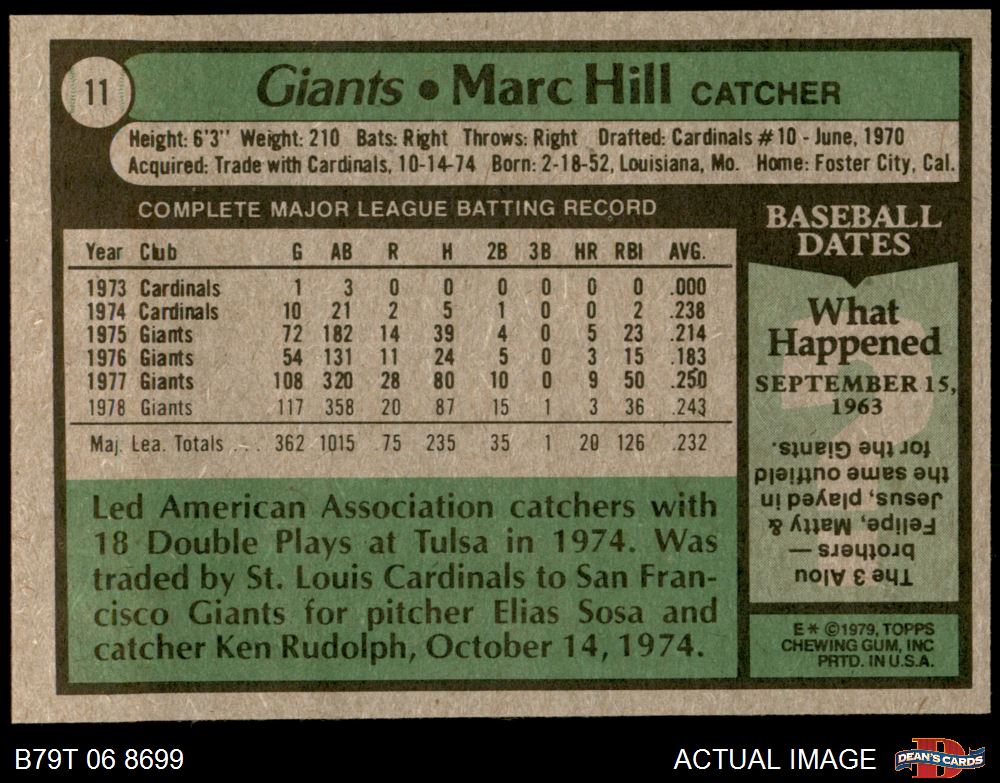 11
Giants • Marc Hill CATCHER
Height: 6'3" Weight: 210 Bats: Right Throws: Right Drafted: Cardinals #10 - June, 1970
Acquired: Trade with Cardinals, 10-14-74 Born: 2-18-52, Louisiana, Mo. Home: Foster City, Cal.
COMPLETE MAJOR LEAGUE BATTING RECORD
Year Club G AB R H 2B 3B HR RBI AVG.
1973 Cardinals 1 3 0 0 0 0 0 0 .000
1974 Cardinals 10 21 2 5 1 0 0 2 .238
1975 Giants 72 182 14 39 4 0 5 23 .214
1976 Giants 54 131 11 24 5 0 3 15 .183
1977 Giants 108 320 28 80 10 0 9 50 .250
1978 Giants 117 358 20 87 15 1 3 36 .243
Maj. Lea. Totals ... 362 1015 75 235 35 1 20 126 .232
Led American Association catchers with
18 Double Plays at Tulsa in 1974. Was
traded by St. Louis Cardinals to San Fran-
cisco Giants for pitcher Elias Sosa and
catcher Ken Rudolph, October 14, 1974.
BASEBALL
DATES
What
Happened
SEPTEMBER 15,
1963
The 3 Alou
brothers —
Felipe, Matty &
Jesus, played in
the same outfield
for the Giants.
E* ©1979, TOPPS
CHEWING GUM, INC
PRTD. IN U.S.A.
B79T 06 8699
ACTUAL IMAGE
D
DEAN'S CARDS